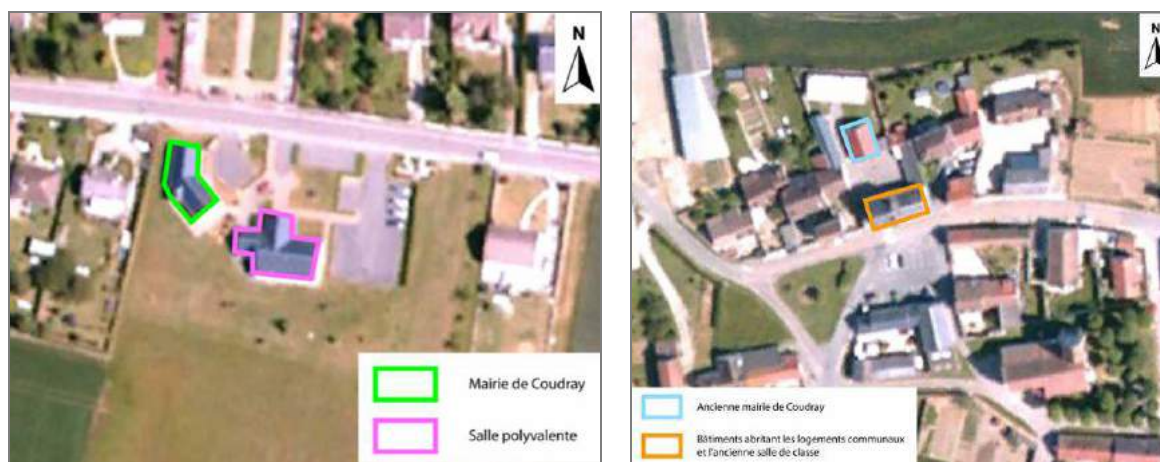 N
Mairie de Coudray
Salle polyvalente
N
Ancienne mairie de Coudray
Bâtiments abritant les logements communaux
et l'ancienne salle de classe